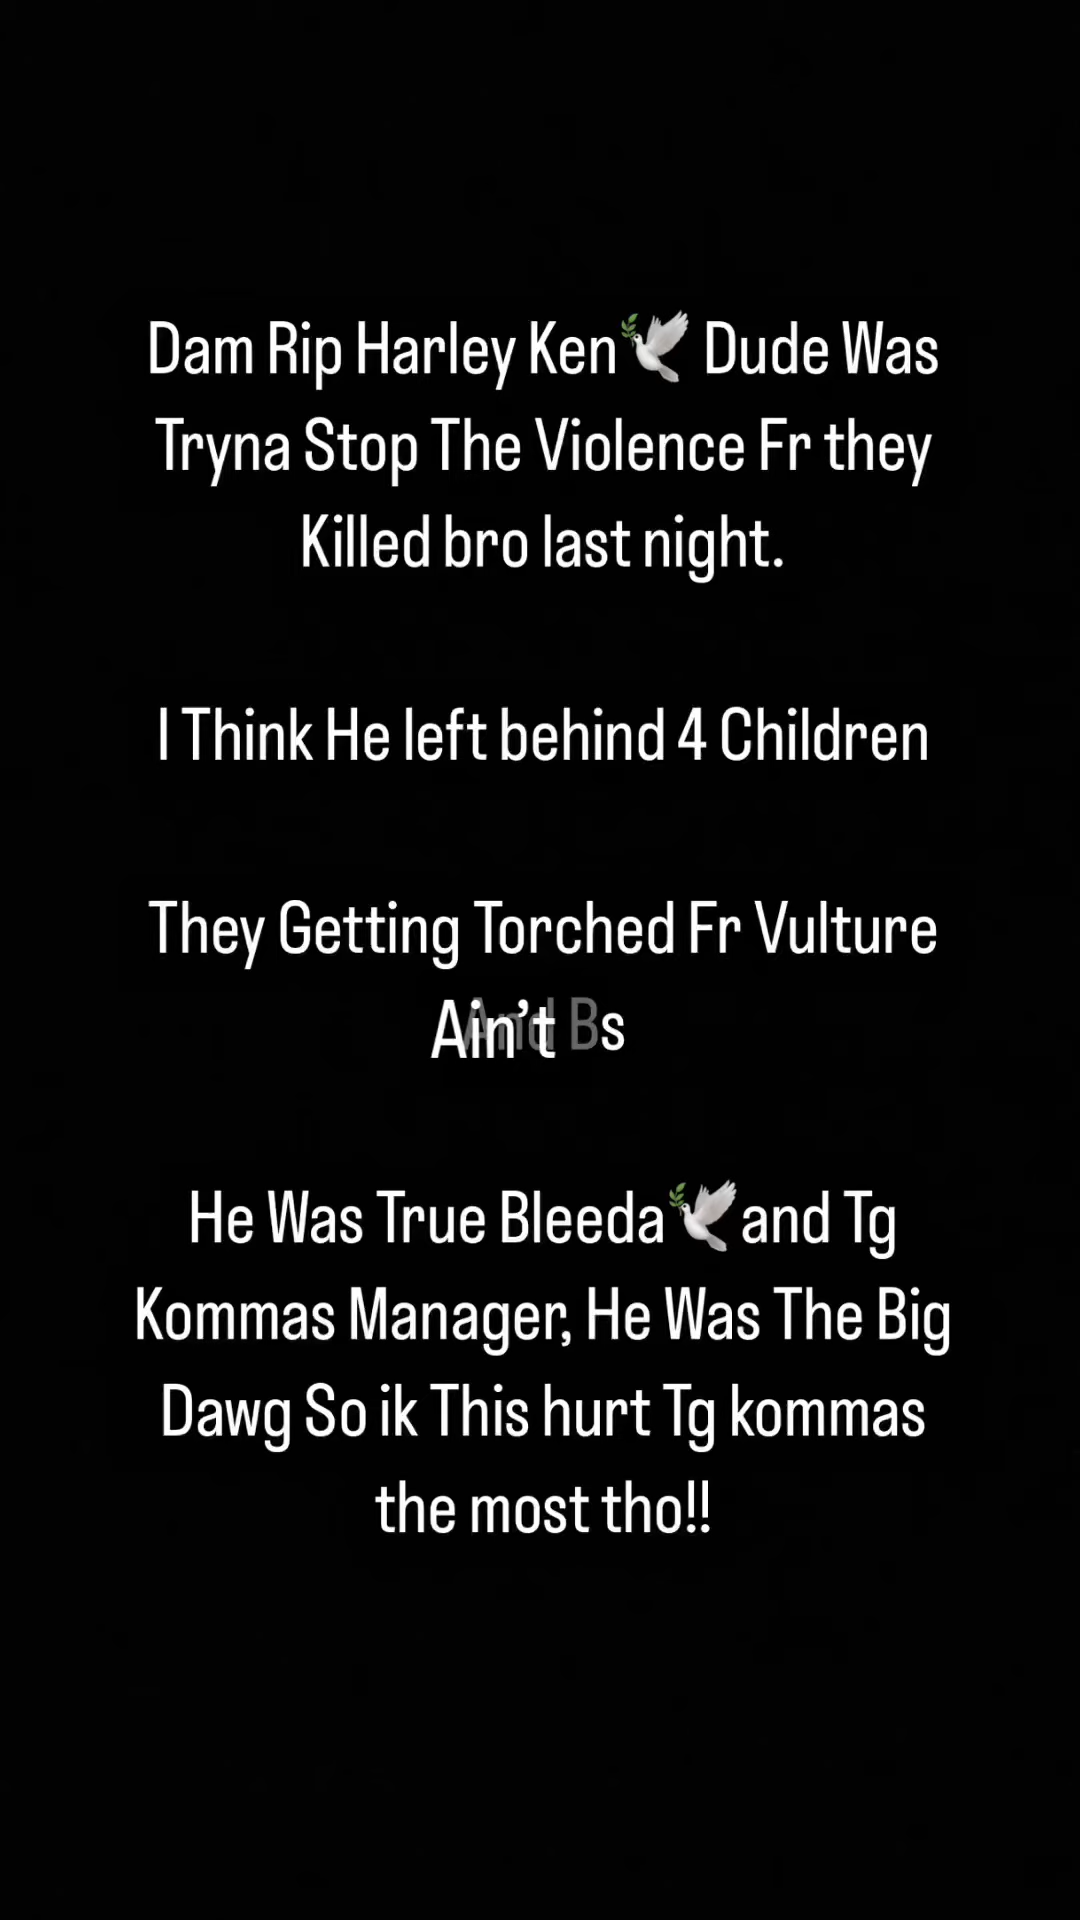 Dam Rip Harley Ken🕊️ Dude Was
Tryna Stop The Violence Fr they
Killed bro last night.
I Think He left behind 4 Children
They Getting Torched Fr Vulture
Ain't And Bs
He Was True Bleeda🕊️and Tg
Kommas Manager, He Was The Big
Dawg So ik This hurt Tg kommas
the most tho!!